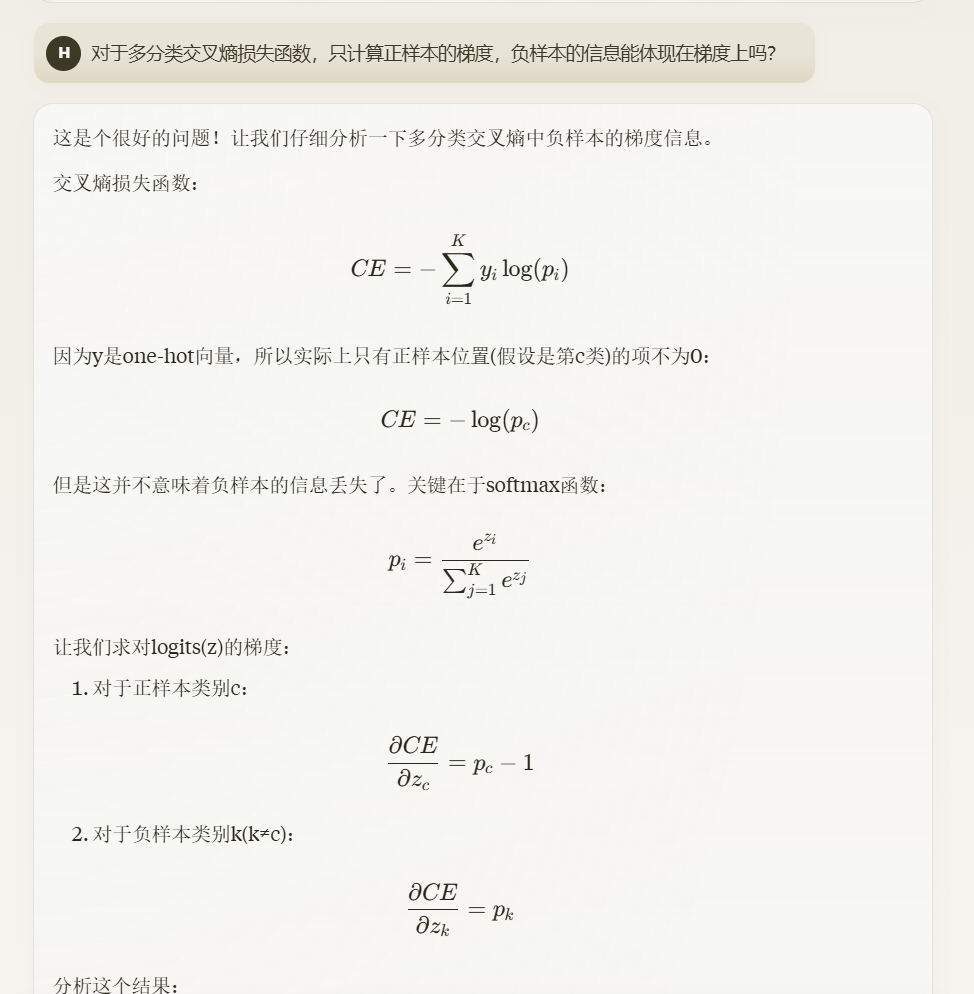 H 对于多分类交叉熵损失函数，只计算正样本的梯度，负样本的信息能体现在梯度上吗？
这是个很好的问题！让我们仔细分析一下多分类交叉熵中负样本的梯度信息。
交叉熵损失函数：
$CE = -\sum_{i=1}^{K} y_i \log(p_i)$
因为y是one-hot向量，所以实际上只有正样本位置(假设是第c类)的项不为0：
$CE = -\log(p_c)$
但是这并不意味着负样本的信息丢失了。关键在于softmax函数：
$p_i = \frac{e^{z_i}}{\sum_{j=1}^{K} e^{z_j}}$
让我们求对logits(z)的梯度：
1. 对于正样本类别c：
$\frac{\partial CE}{\partial z_c} = p_c - 1$
2. 对于负样本类别k(k≠c)：
$\frac{\partial CE}{\partial z_k} = p_k$
分析这个结果：